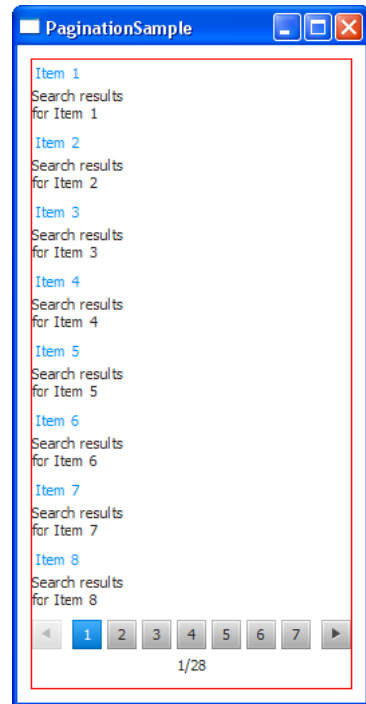 PaginationSample
Item 1
Search results
for Item 1
Item 2
Search results
for Item 2
Item 3
Search results
for Item 3
Item 4
Search results
for Item 4
Item 5
Search results
for Item 5
Item 6
Search results
for Item 6
Item 7
Search results
for Item 7
Item 8
Search results
for Item 8
1 2 3 4 5 6 7
1/28